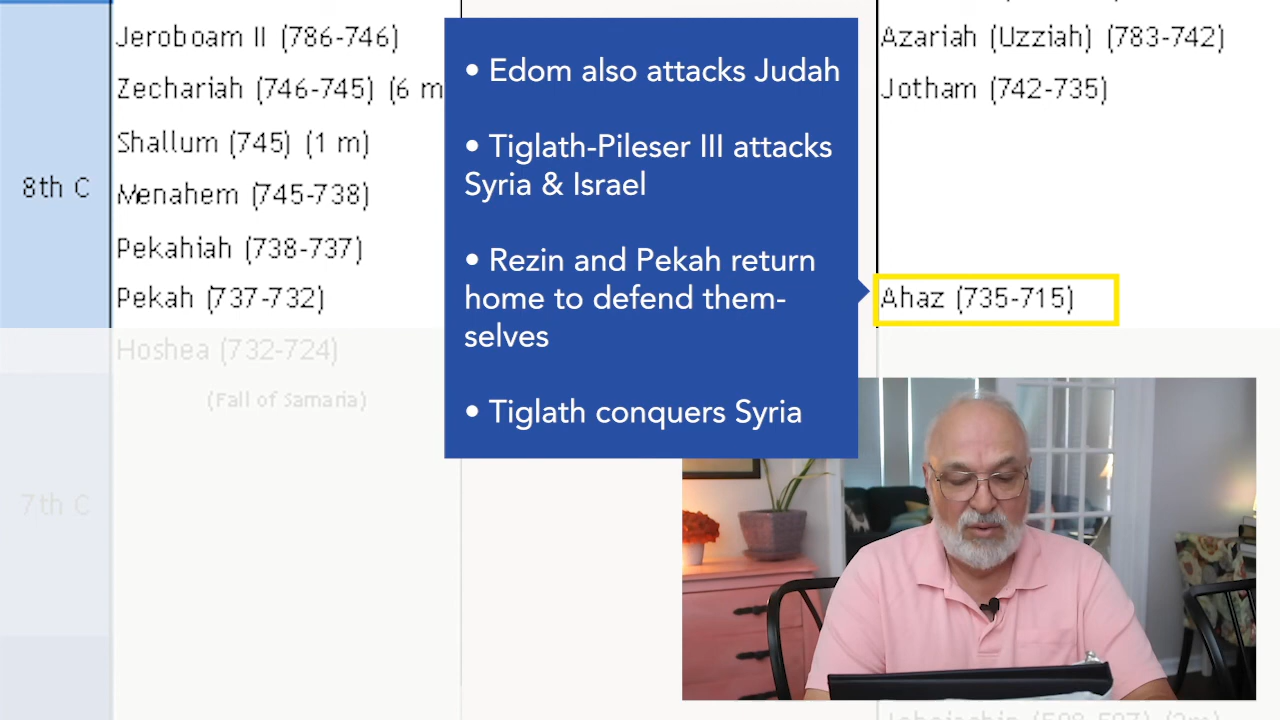 Jeroboam II (786-746)
Zechariah (746-745) (6 m
Shallum (745) (1 m)
8th C
Menahem (745-738)
Pekahiah (738-737)
Pekah (737-732)
Hoshea (732-724)
(Fall of Samaria)
7th C
• Edom also attacks Judah
• Tiglath-Pileser III attacks
Syria & Israel
• Rezin and Pekah return
home to defend them-
selves
• Tiglath conquers Syria
Azariah (Uzziah) (783-742)
Jotham (742-735)
Ahaz (735-715)